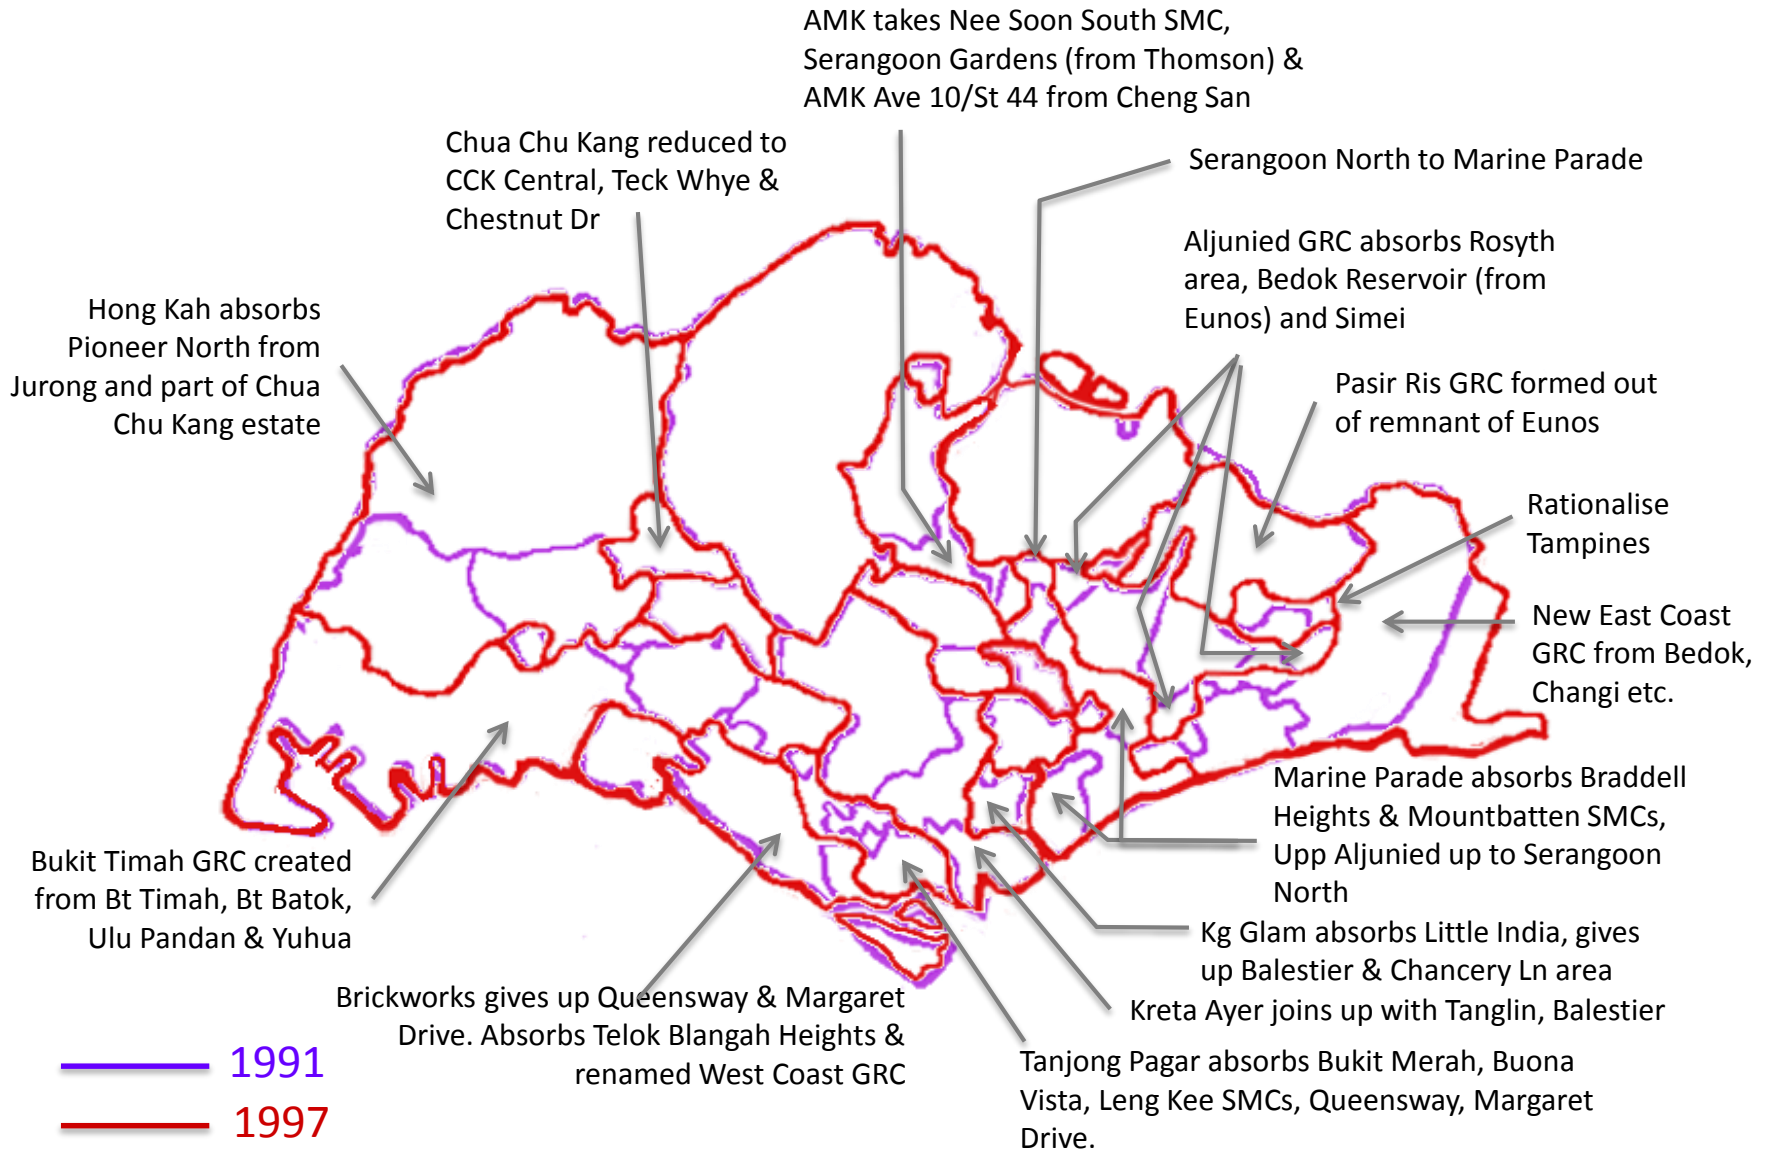 AMK takes Nee Soon South SMC,
Serangoon Gardens (from Thomson) &
AMK Ave 10/St 44 from Cheng San
Chua Chu Kang reduced to
CCK Central, Teck Whye &
Chestnut Dr
Serangoon North to Marine Parade
Aljunied GRC absorbs Rosyth
area, Bedok Reservoir (from
Eunos) and Simei
Hong Kah absorbs
Pioneer North from
Jurong and part of Chua
Chu Kang estate
Pasir Ris GRC formed out
of remnant of Eunos
Rationalise
Tampines
New East Coast
GRC from Bedok,
Changi etc.
Marine Parade absorbs Braddell
Heights & Mountbatten SMCs,
Upp Aljunied up to Serangoon
North
Bukit Timah GRC created
from Bt Timah, Bt Batok,
Ulu Pandan & Yuhua
Kg Glam absorbs Little India, gives
up Balestier & Chancery Ln area
Brickworks gives up Queensway & Margaret
Drive. Absorbs Telok Blangah Heights &
renamed West Coast GRC
Kreta Ayer joins up with Tanglin, Balestier
Tanjong Pagar absorbs Bukit Merah, Buona
Vista, Leng Kee SMCs, Queensway, Margaret
Drive.
1991
1997